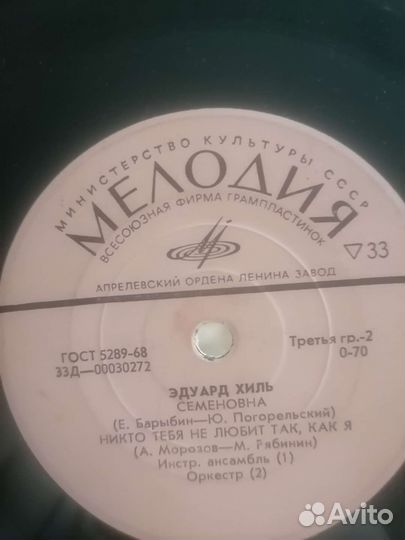 МИНИСТЕРСТВО КУЛЬТУРЫ СССР
МЕЛОДИЯ
ВСЕСОЮЗНАЯ ФИРМА ГРАМПЛАСТИНОК
▽33
АПРЕЛЕВСКИЙ ОРДЕНА ЛЕНИНА ЗАВОД
ГОСТ 5289-68
33Д—00030272
Третья гр.-2
0-70
ЭДУАРД ХИЛЬ
СЕМЕНОВНА
(Е. Барыбин—Ю. Погорельский)
НИКТО ТЕБЯ НЕ ЛЮБИТ ТАК, КАК Я
(А. Морозов—М. Рябинин)
Инстр. ансамбль (1)
Оркестр (2)
Avito